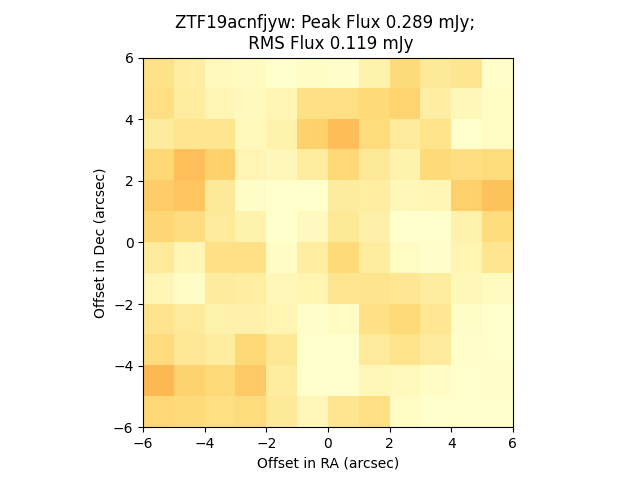 ZTF19acnfjyw: Peak Flux 0.289 mJy;
RMS Flux 0.119 mJy
6
4
2
0
−2
−4
−6
Offset in Dec (arcsec)
−6 −4 −2 0 2 4 6
Offset in RA (arcsec)